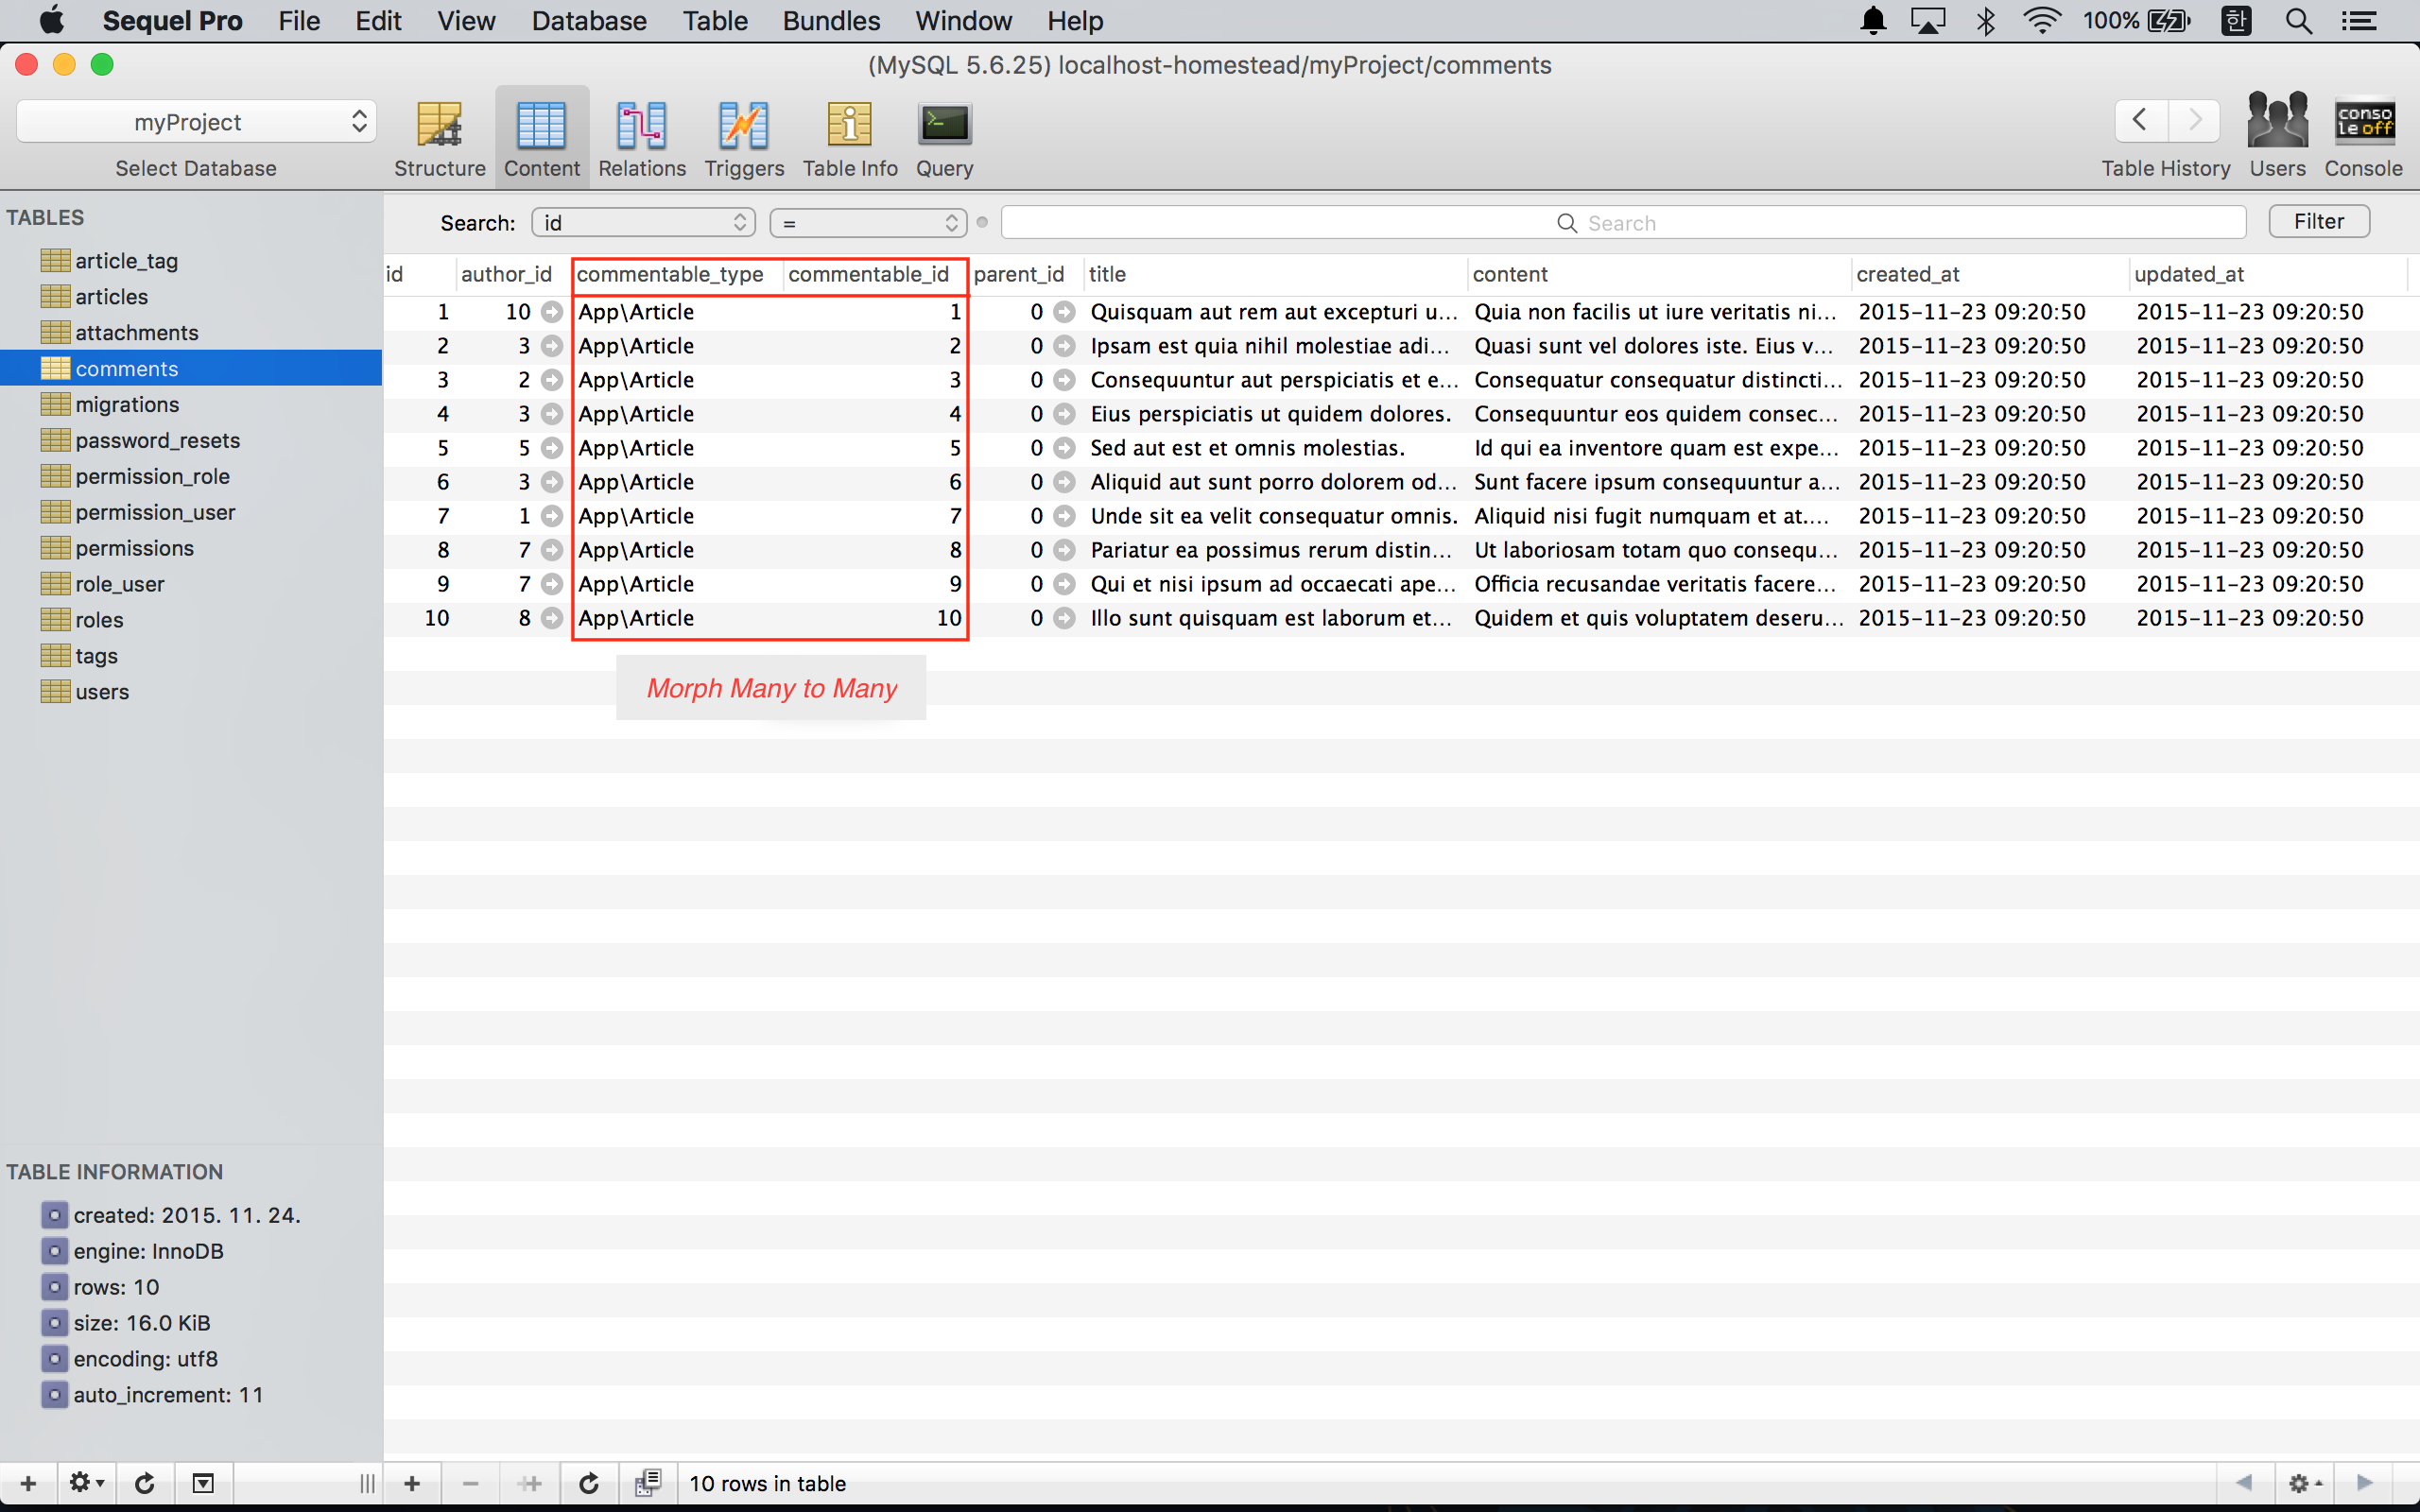 Sequel Pro File Edit View Database Table Bundles Window Help 100% 한
(MySQL 5.6.25) localhost-homestead/myProject/comments
myProject
conso
le off
Select Database Structure Content Relations Triggers Table Info Query Table History Users Console
TABLES
article_tag
articles
attachments
comments
migrations
password_resets
permission_role
permission_user
permissions
role_user
roles
tags
users
Search: id = Search Filter
id author_id commentable_type commentable_id parent_id title content created_at updated_at
1 10 App\Article 1 0 Quisquam aut rem aut excepturi u... Quia non facilis ut iure veritatis ni... 2015-11-23 09:20:50 2015-11-23 09:20:50
2 3 App\Article 2 0 Ipsam est quia nihil molestiae adi... Quasi sunt vel dolores iste. Eius v... 2015-11-23 09:20:50 2015-11-23 09:20:50
3 2 App\Article 3 0 Consequuntur aut perspiciatis et e... Consequatur consequatur distincti... 2015-11-23 09:20:50 2015-11-23 09:20:50
4 3 App\Article 4 0 Eius perspiciatis ut quidem dolores. Consequuntur eos quidem consec... 2015-11-23 09:20:50 2015-11-23 09:20:50
5 5 App\Article 5 0 Sed aut est et omnis molestias. Id qui ea inventore quam est expe... 2015-11-23 09:20:50 2015-11-23 09:20:50
6 3 App\Article 6 0 Aliquid aut sunt porro dolorem od... Sunt facere ipsum consequuntur a... 2015-11-23 09:20:50 2015-11-23 09:20:50
7 1 App\Article 7 0 Unde sit ea velit consequatur omnis. Aliquid nisi fugit numquam et at.... 2015-11-23 09:20:50 2015-11-23 09:20:50
8 7 App\Article 8 0 Pariatur ea possimus rerum distin... Ut laboriosam totam quo consequ... 2015-11-23 09:20:50 2015-11-23 09:20:50
9 7 App\Article 9 0 Qui et nisi ipsum ad occaecati ape... Officia recusandae veritatis facere... 2015-11-23 09:20:50 2015-11-23 09:20:50
10 8 App\Article 10 0 Illo sunt quisquam est laborum et... Quidem et quis voluptatem deseru... 2015-11-23 09:20:50 2015-11-23 09:20:50
Morph Many to Many
TABLE INFORMATION
created: 2015. 11. 24.
engine: InnoDB
rows: 10
size: 16.0 KiB
encoding: utf8
auto_increment: 11
10 rows in table